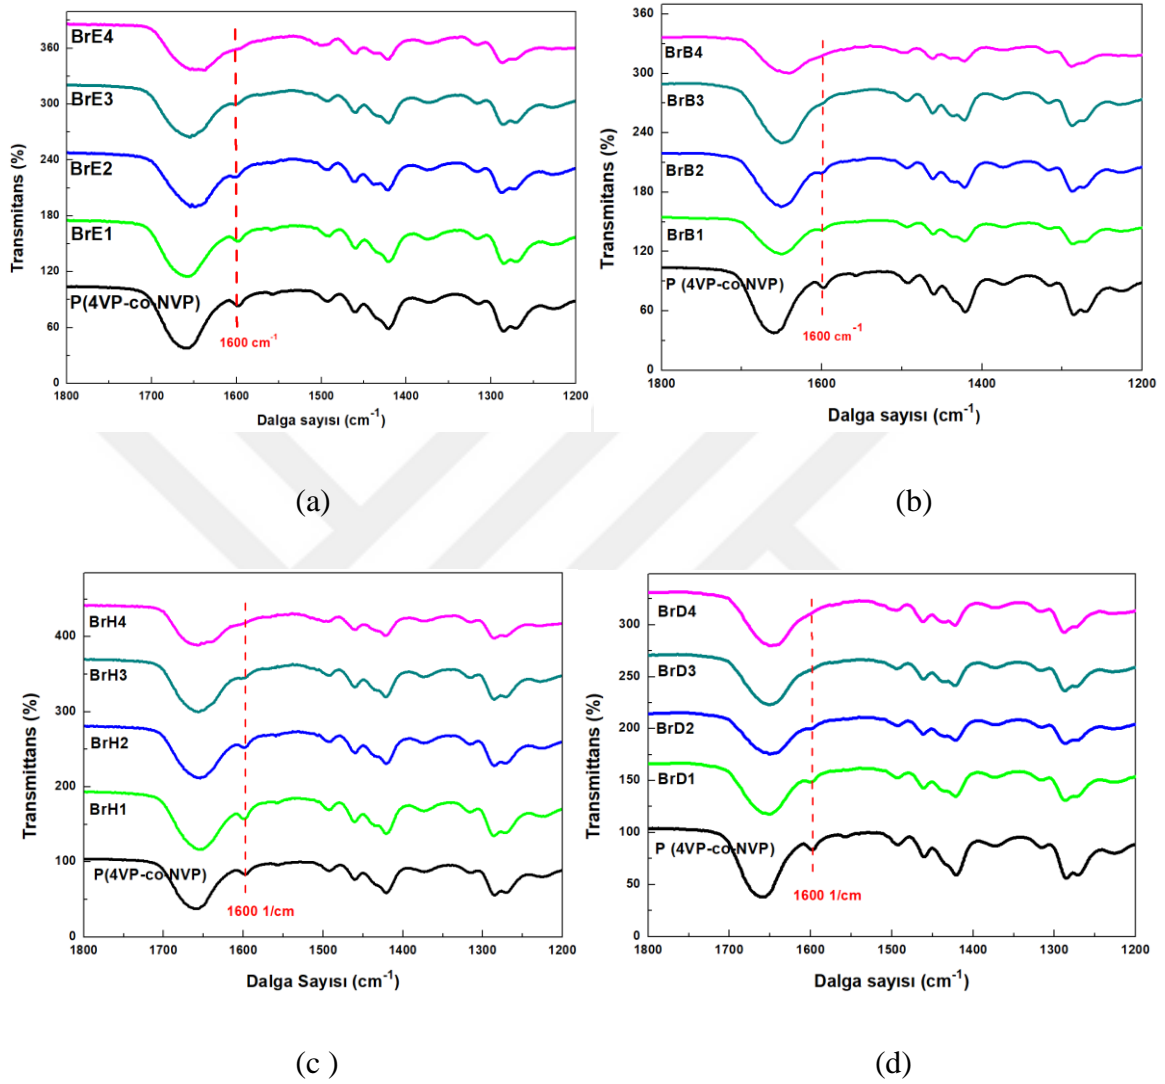 BrE4
BrE3
BrE2
BrE1
P(4VP-co-NVP)
1600 cm⁻¹
Transmitans (%)
360
300
240
180
120
60
0
1800 1700 1600 1500 1400 1300 1200
Dalga sayısı (cm⁻¹)
(a)
BrB4
BrB3
BrB2
BrB1
P (4VP-co-NVP)
1600 cm⁻¹
Transmitans (%)
360
300
240
180
120
60
0
1800 1600 1400 1200
Dalga sayısı (cm⁻¹)
(b)
BrH4
BrH3
BrH2
BrH1
P(4VP-co-NVP)
1600 1/cm
Transmittans (%)
400
300
200
100
0
1800 1700 1600 1500 1400 1300 1200
Dalga Sayısı (cm⁻¹)
(c )
BrD4
BrD3
BrD2
BrD1
P (4VP-co-NVP)
1600 1/cm
Transmittans (%)
300
250
200
150
100
50
0
1800 1700 1600 1500 1400 1300 1200
Dalga sayısı (cm⁻¹)
(d)